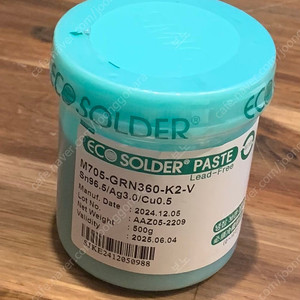 ECO SOLDER
ECO SOLDER® PASTE
Lead-Free
M705-GRN360-K2-V
Sn96.5/Ag3.0/Cu0.5
Manuf. Date : 2024.12.05
Lot No : AAZ05-2209
Net Weight : 500g
Validity : 2025.06.04
6JKE2412050988